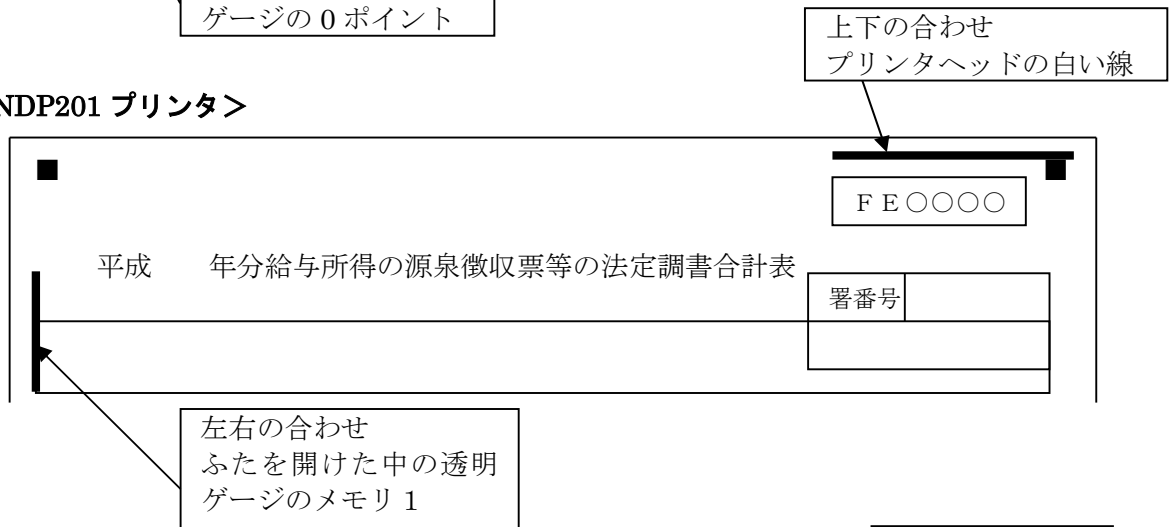 ゲージの０ポイント
上下の合わせ
プリンタヘッドの白い線
NDP201 プリンタ＞
ＦＥ○○○○
平成　　年分給与所得の源泉徴収票等の法定調書合計表
署番号
左右の合わせ
ふたを開けた中の透明
ゲージのメモリ１